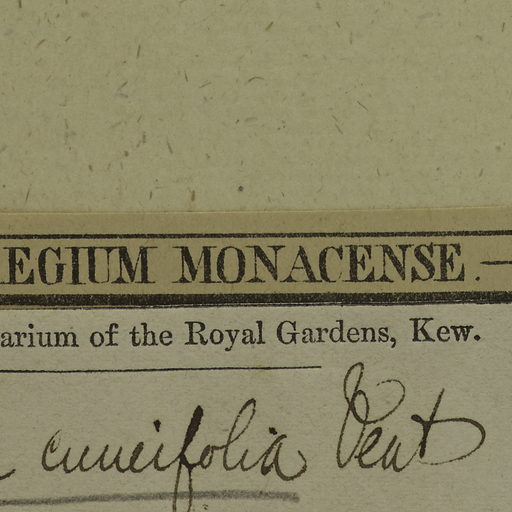 EGIUM MONACENSE.—
arium of the Royal Gardens, Kew.
cuneifolia Vent